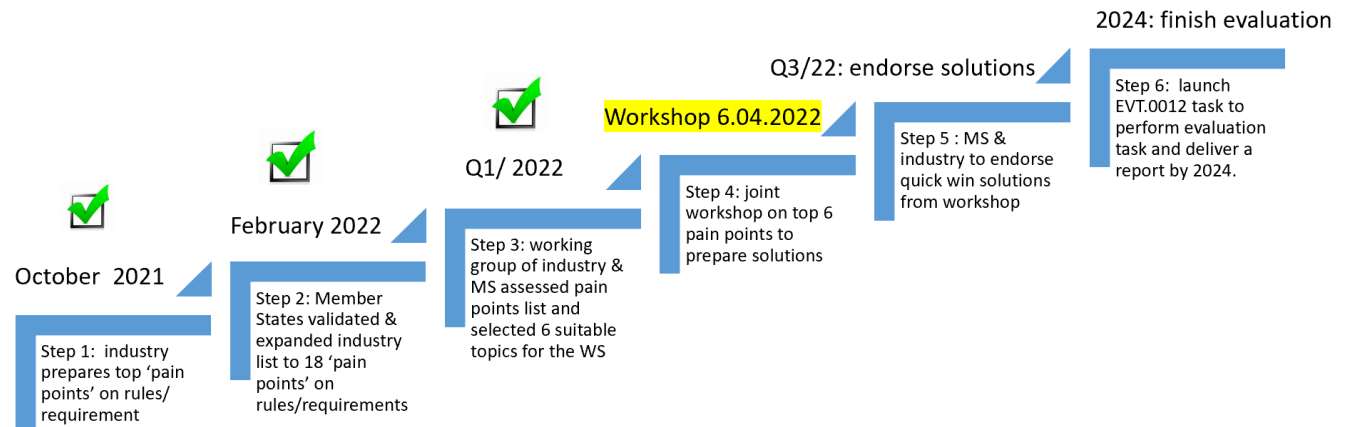 October  2021
Step 1:  industry
prepares top ‘pain
points’ on rules/
requirement
February 2022
Step 2: Member
States validated &
expanded industry
list to 18 ‘pain
points’ on
rules/requirements
Q1/ 2022
Step 3: working
group of industry &
MS assessed pain
points list and
selected 6 suitable
topics for the WS
Workshop 6.04.2022
Step 4: joint
workshop on top 6
pain points to
prepare solutions
Q3/22: endorse solutions
Step 5 : MS &
industry to endorse
quick win solutions
from workshop
2024: finish evaluation
Step 6:  launch
EVT.0012 task to
perform evaluation
task and deliver a
report by 2024.